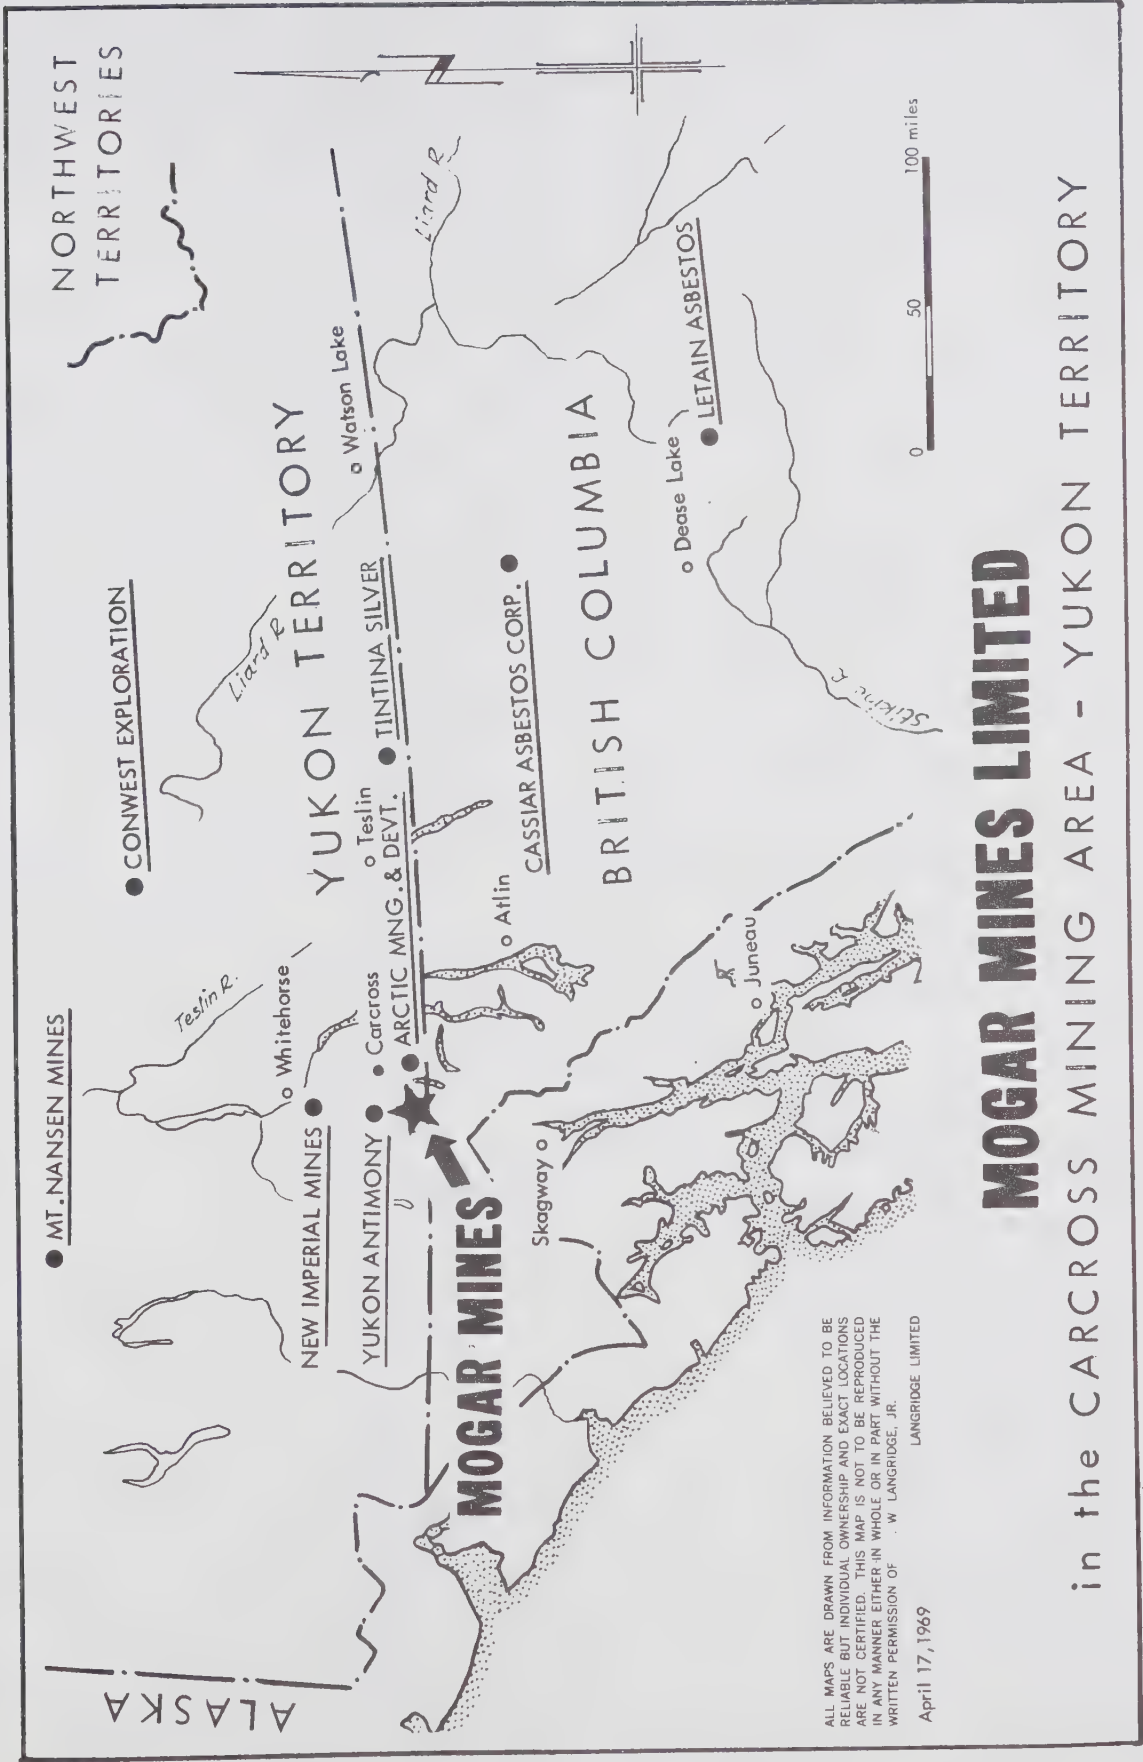 NORTHWEST
TERRITORIES
ALASKA
MT. NANSEN MINES
CONWEST EXPLORATION
Teslin R.
Liard R
Whitehorse
NEW IMPERIAL MINES
YUKON TERRITORY
Watson Lake
Liard R
YUKON ANTIMONY
Carcross
Teslin
ARCTIC MNG. & DEVT.
TINTINA SILVER
MOGAR MINES
Atlin
CASSIAR ASBESTOS CORP.
Skagway
BRITISH COLUMBIA
Dease Lake
LETAIN ASBESTOS
Juneau
Stikine R
0 50 100 miles
ALL MAPS ARE DRAWN FROM INFORMATION BELIEVED TO BE
RELIABLE BUT INDIVIDUAL OWNERSHIP AND EXACT LOCATIONS
ARE NOT CERTIFIED. THIS MAP IS NOT TO BE REPRODUCED
IN ANY MANNER EITHER IN WHOLE OR IN PART WITHOUT THE
WRITTEN PERMISSION OF W LANGRIDGE, JR.
April 17, 1969 LANGRIDGE LIMITED
MOGAR MINES LIMITED
in the CARCROSS MINING AREA - YUKON TERRITORY